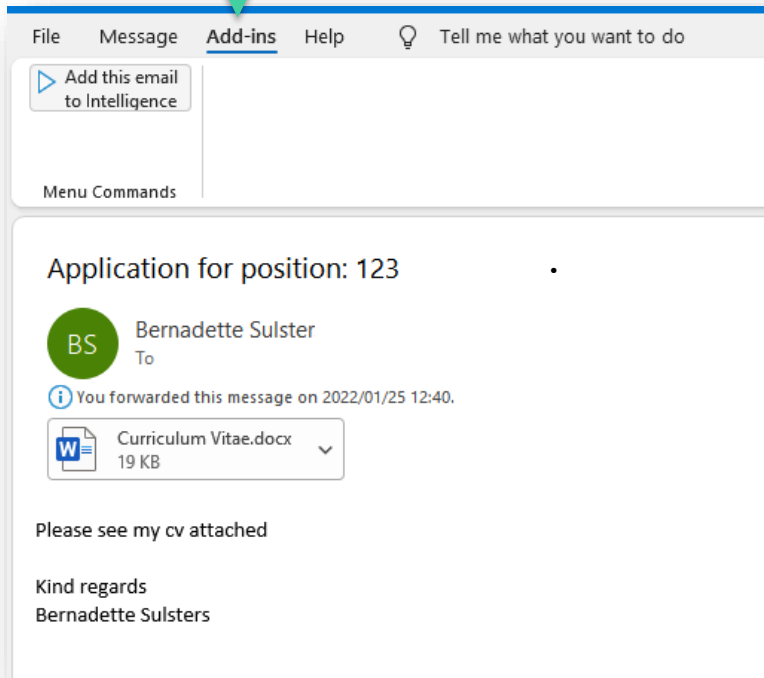 File Message Add-ins Help Tell me what you want to do
Add this email
to Intelligence
Menu Commands
Application for position: 123
BS
Bernadette Sulster
To
You forwarded this message on 2022/01/25 12:40.
Curriculum Vitae.docx
19 KB
Please see my cv attached
Kind regards
Bernadette Sulsters